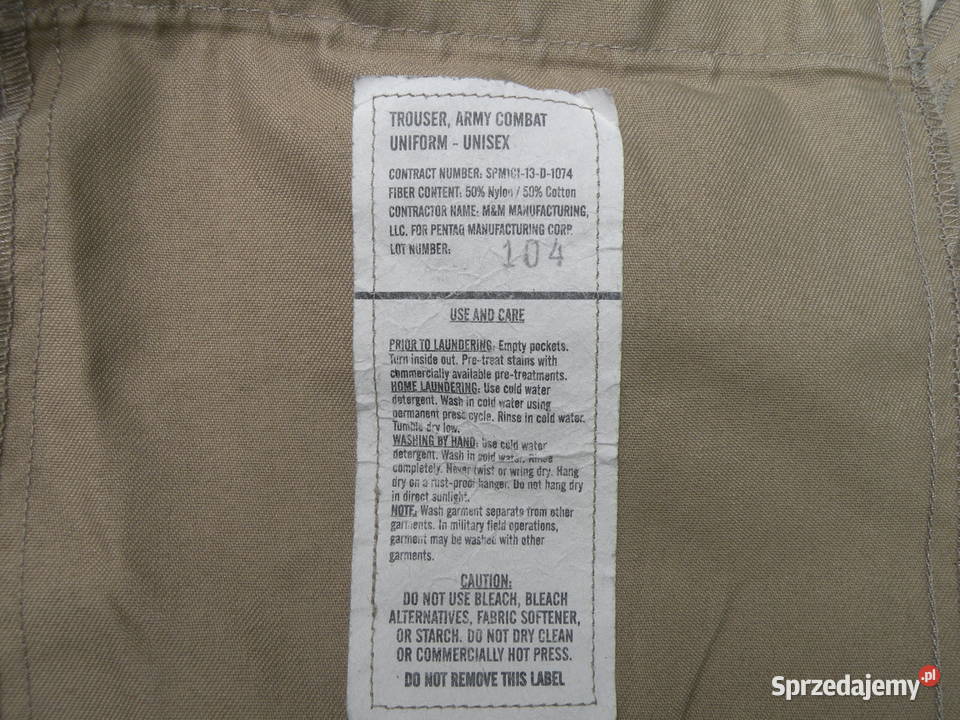 TROUSER, ARMY COMBAT
UNIFORM - UNISEX
CONTRACT NUMBER: SPM1C1-13-D-1074
FIBER CONTENT: 50% Nylon / 50% Cotton
CONTRACTOR NAME: M&M MANUFACTURING,
LLC. FOR PENTAQ MANUFACTURING CORP.
LOT NUMBER: 104
USE AND CARE
PRIOR TO LAUNDERING: Empty pockets.
Turn inside out. Pre-treat stains with
commercially available pre-treatments.
HOME LAUNDERING: Use cold water
detergent. Wash in cold water using
permanent press cycle. Rinse in cold water.
Tumble dry low.
WASHING BY HAND: Use cold water
detergent. Wash in cold water. Rinse
completely. Never twist or wring dry. Hang
dry on a rust-proof hanger. Do not hang dry
in direct sunlight.
NOTE: Wash garment separate from other
garments. In military field operations,
garment may be washed with other
garments.
CAUTION:
DO NOT USE BLEACH, BLEACH
ALTERNATIVES, FABRIC SOFTENER,
OR STARCH. DO NOT DRY CLEAN
OR COMMERCIALLY HOT PRESS.
DO NOT REMOVE THIS LABEL
Sprzedajemy.pl